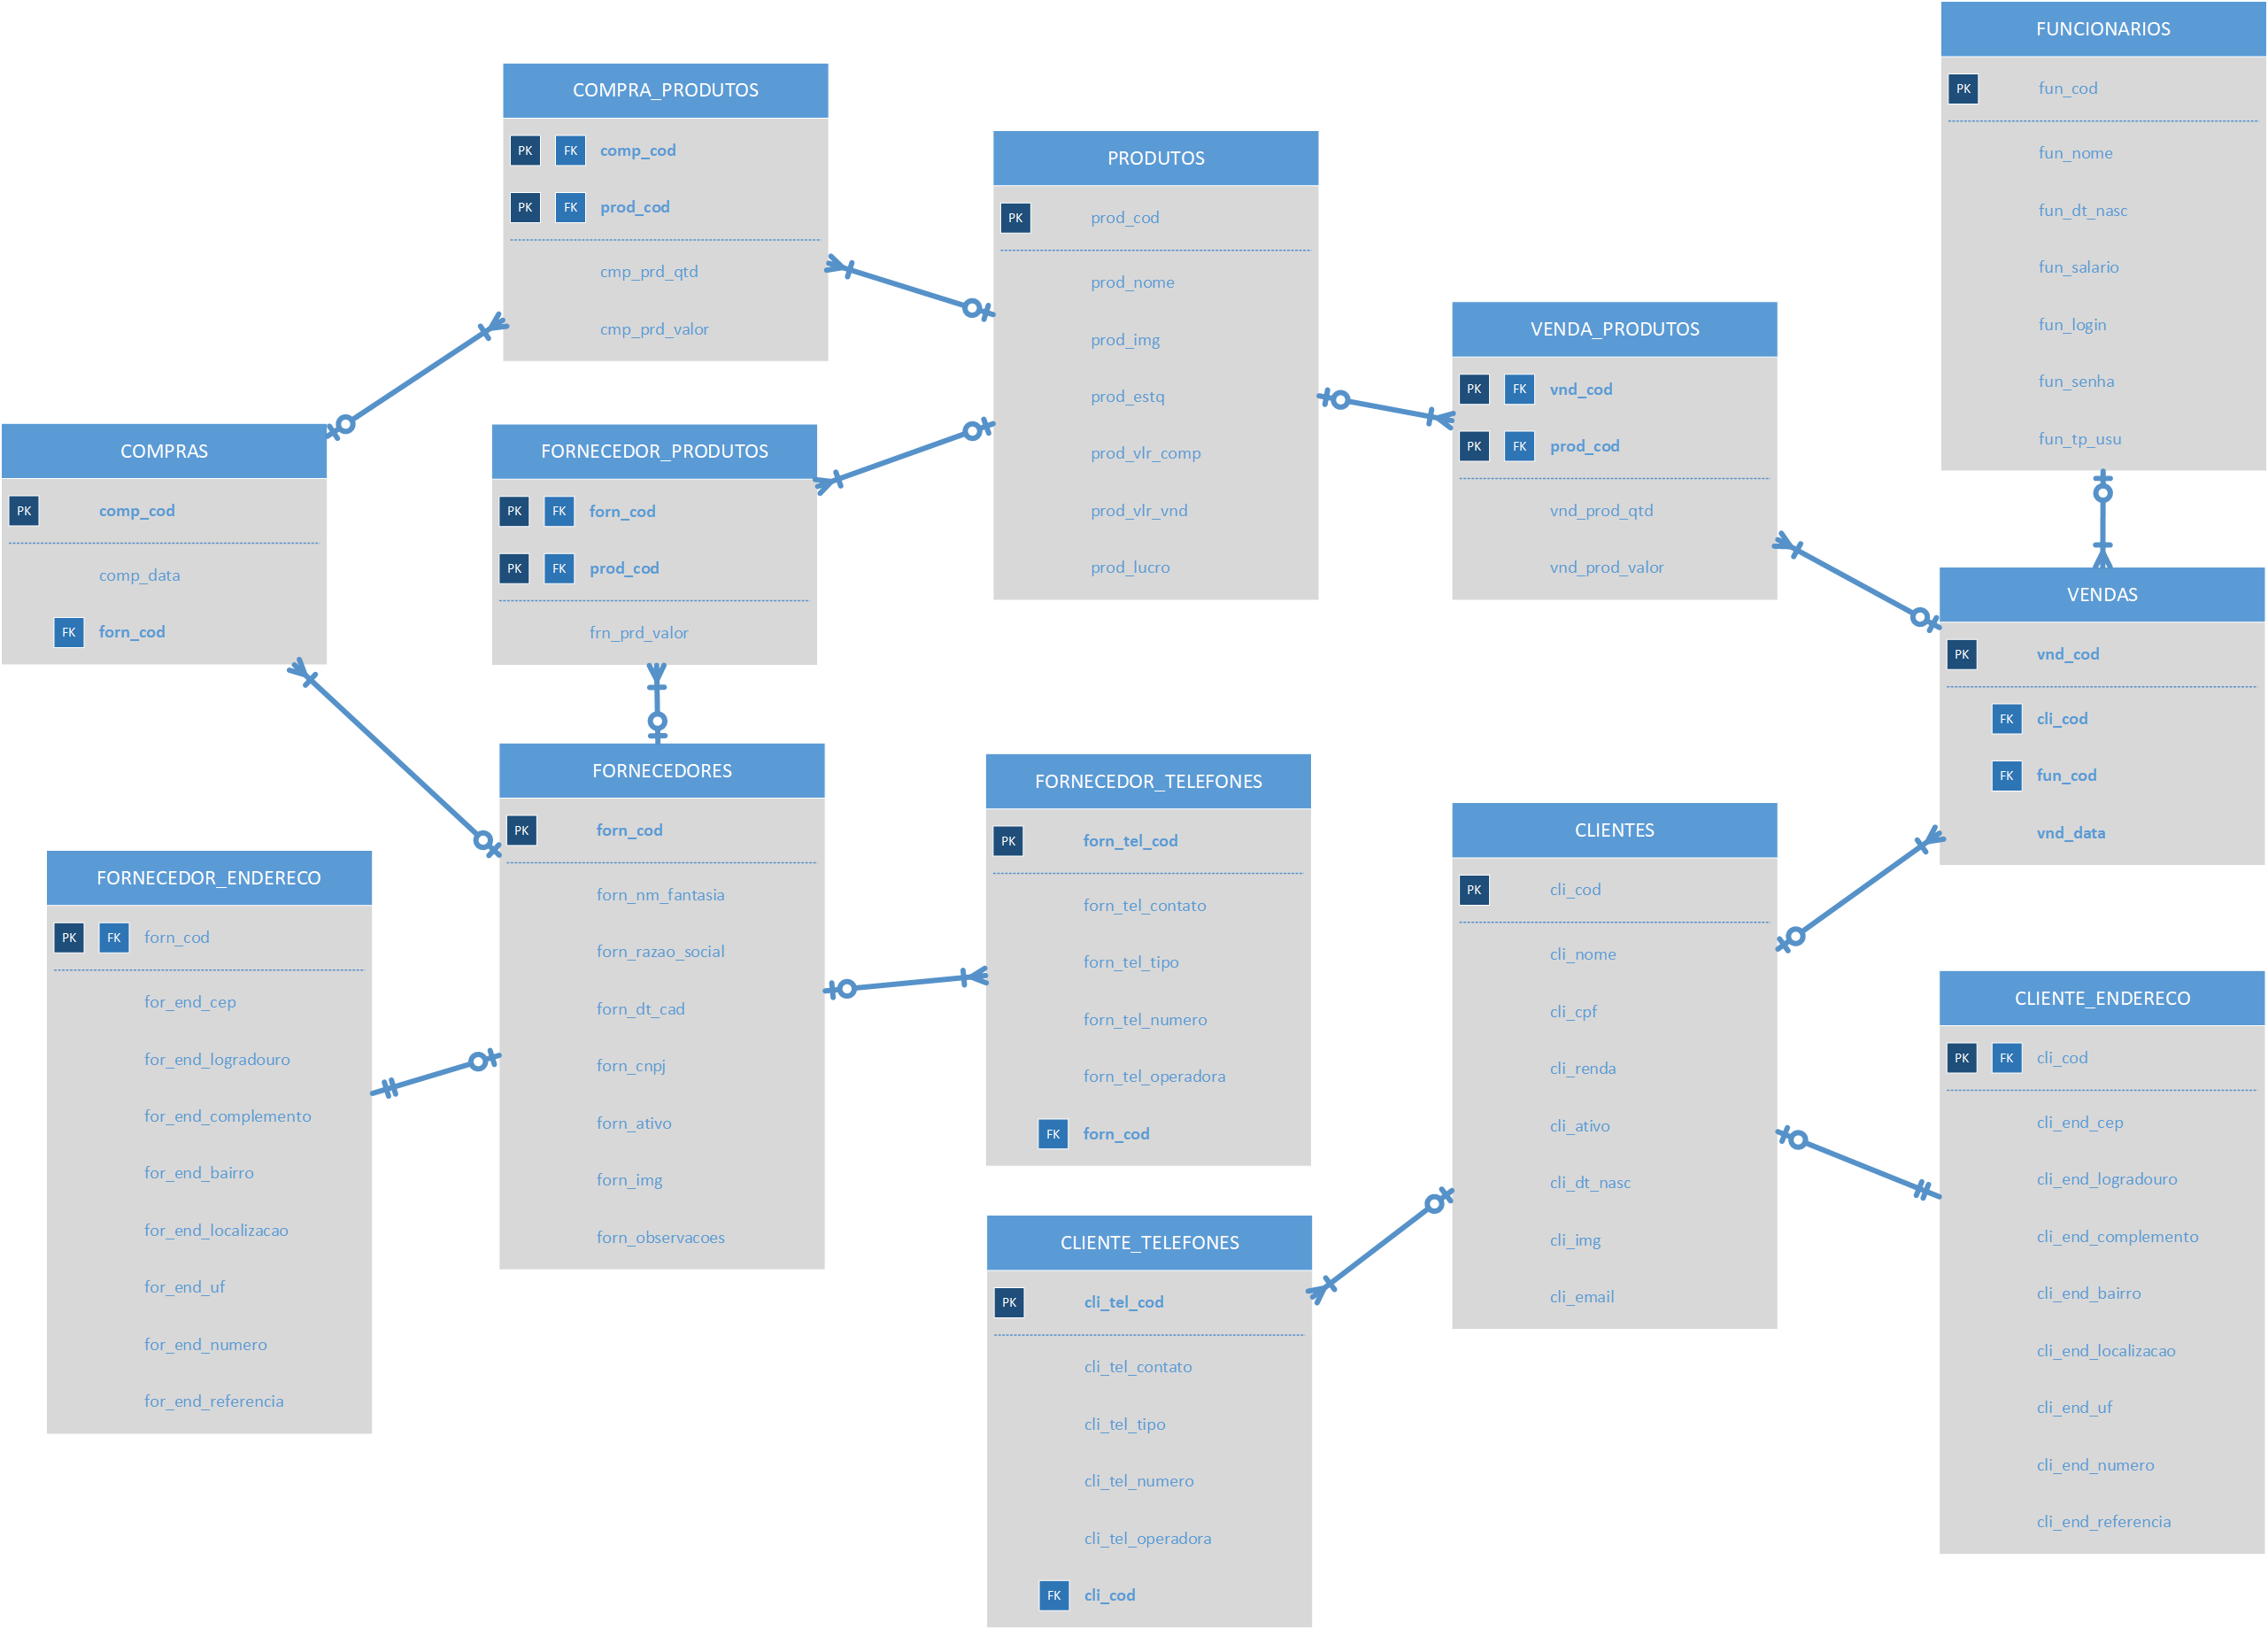 FUNCIONARIOS
PK fun_cod
fun_nome
fun_dt_nasc
fun_salario
fun_login
fun_senha
fun_tp_usu
COMPRA_PRODUTOS
PK FK comp_cod
PK FK prod_cod
cmp_prd_qtd
cmp_prd_valor
PRODUTOS
PK prod_cod
prod_nome
prod_img
prod_estq
prod_vlr_comp
prod_vlr_vnd
prod_lucro
VENDA_PRODUTOS
PK FK vnd_cod
PK FK prod_cod
vnd_prod_qtd
vnd_prod_valor
COMPRAS
PK comp_cod
comp_data
FK forn_cod
FORNECEDOR_PRODUTOS
PK FK forn_cod
PK FK prod_cod
frn_prd_valor
VENDAS
PK vnd_cod
FK cli_cod
FK fun_cod
vnd_data
FORNECEDORES
PK forn_cod
forn_nm_fantasia
forn_razao_social
forn_dt_cad
forn_cnpj
forn_ativo
forn_img
forn_observacoes
FORNECEDOR_TELEFONES
PK forn_tel_cod
forn_tel_contato
forn_tel_tipo
forn_tel_numero
forn_tel_operadora
FK forn_cod
CLIENTES
PK cli_cod
cli_nome
cli_cpf
cli_renda
cli_ativo
cli_dt_nasc
cli_img
cli_email
FORNECEDOR_ENDERECO
PK FK forn_cod
for_end_cep
for_end_logradouro
for_end_complemento
for_end_bairro
for_end_localizacao
for_end_uf
for_end_numero
for_end_referencia
CLIENTE_ENDERECO
PK FK cli_cod
cli_end_cep
cli_end_logradouro
cli_end_complemento
cli_end_bairro
cli_end_localizacao
cli_end_uf
cli_end_numero
cli_end_referencia
CLIENTE_TELEFONES
PK cli_tel_cod
cli_tel_contato
cli_tel_tipo
cli_tel_numero
cli_tel_operadora
FK cli_cod